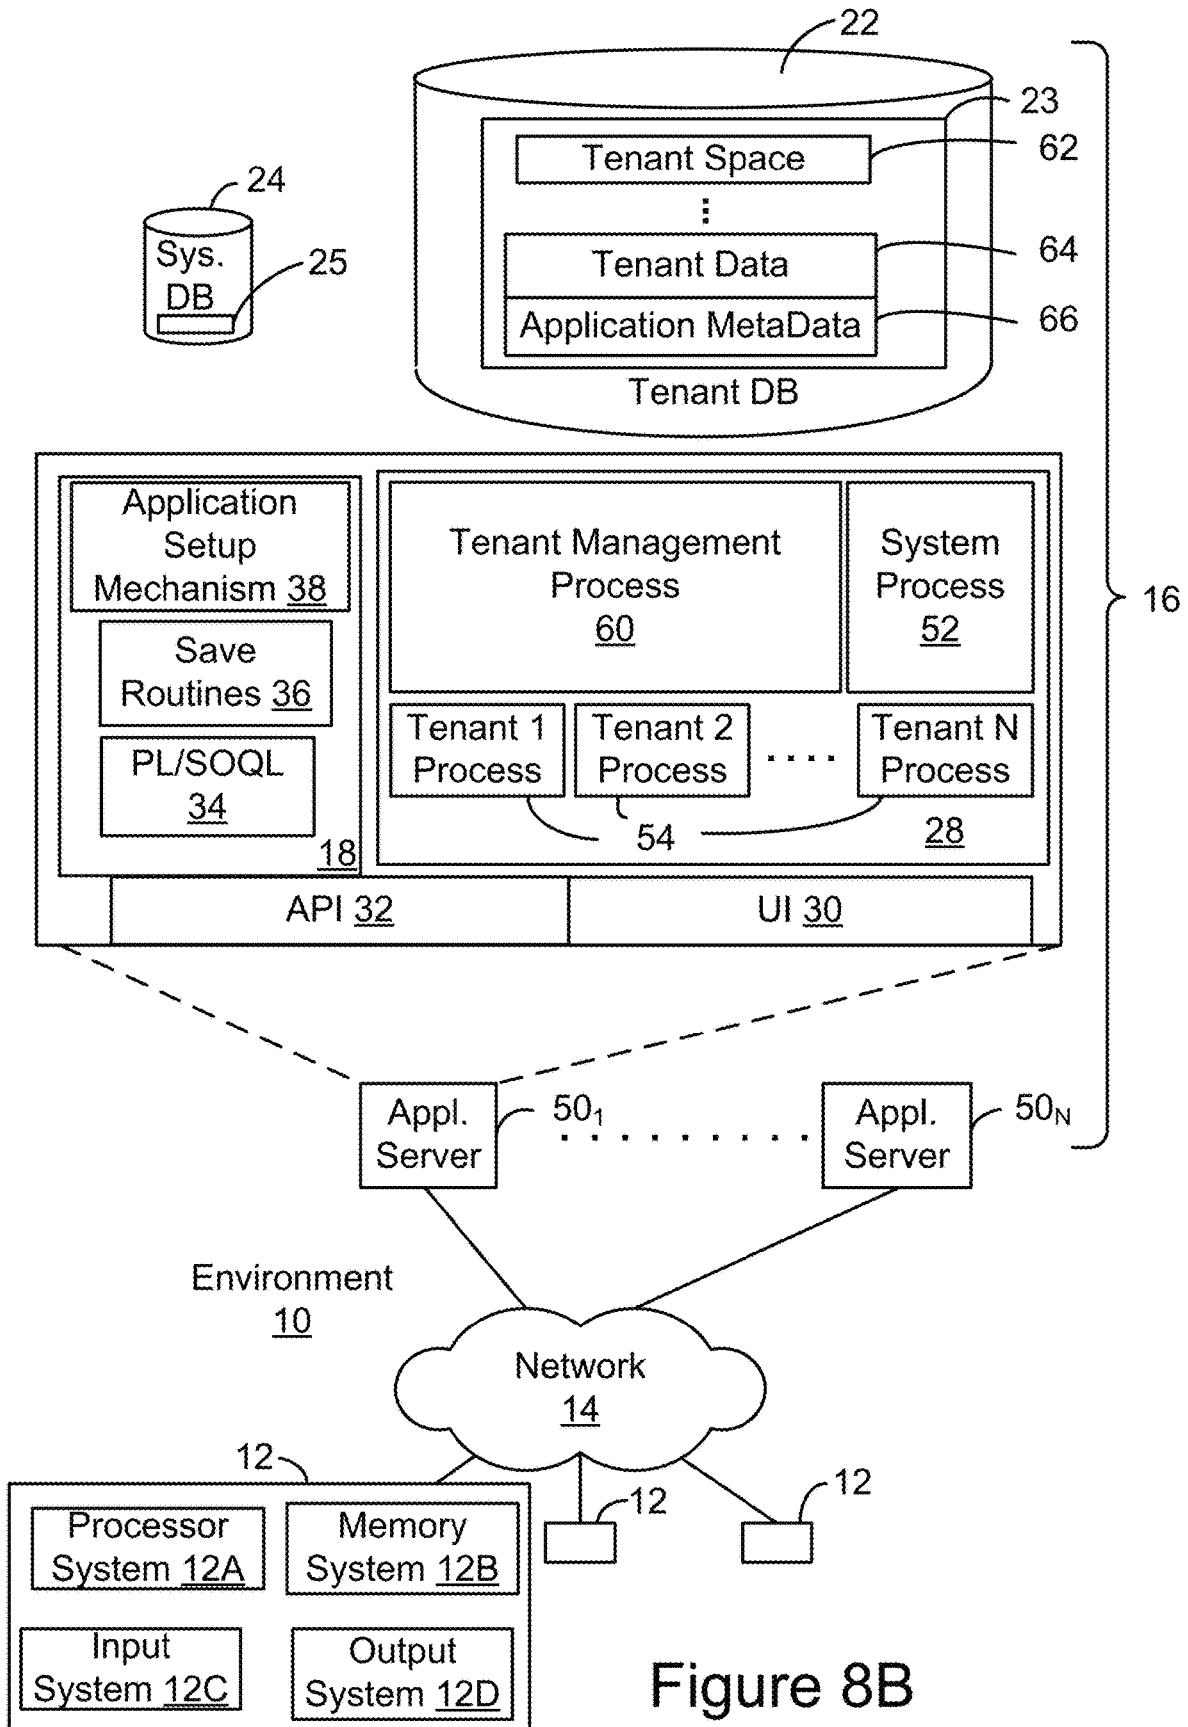 22
23
Tenant Space
62
24
Tenant Data
64
Sys.
DB
25
Application MetaData
66
Tenant DB
Application
Setup
Mechanism 38
Save
Routines 36
PL/SOQL
34
18
Tenant Management
Process
60
System
Process
52
16
Tenant 1
Process
Tenant 2
Process
. . . .
Tenant N
Process
54
28
API 32
UI 30
Appl.
Server
50₁
. . . . . . . . . .
Appl.
Server
50ₙ
Environment
10
Network
14
12
12
12
Processor
System 12A
Memory
System 12B
Input
System 12C
Output
System 12D
Figure 8B